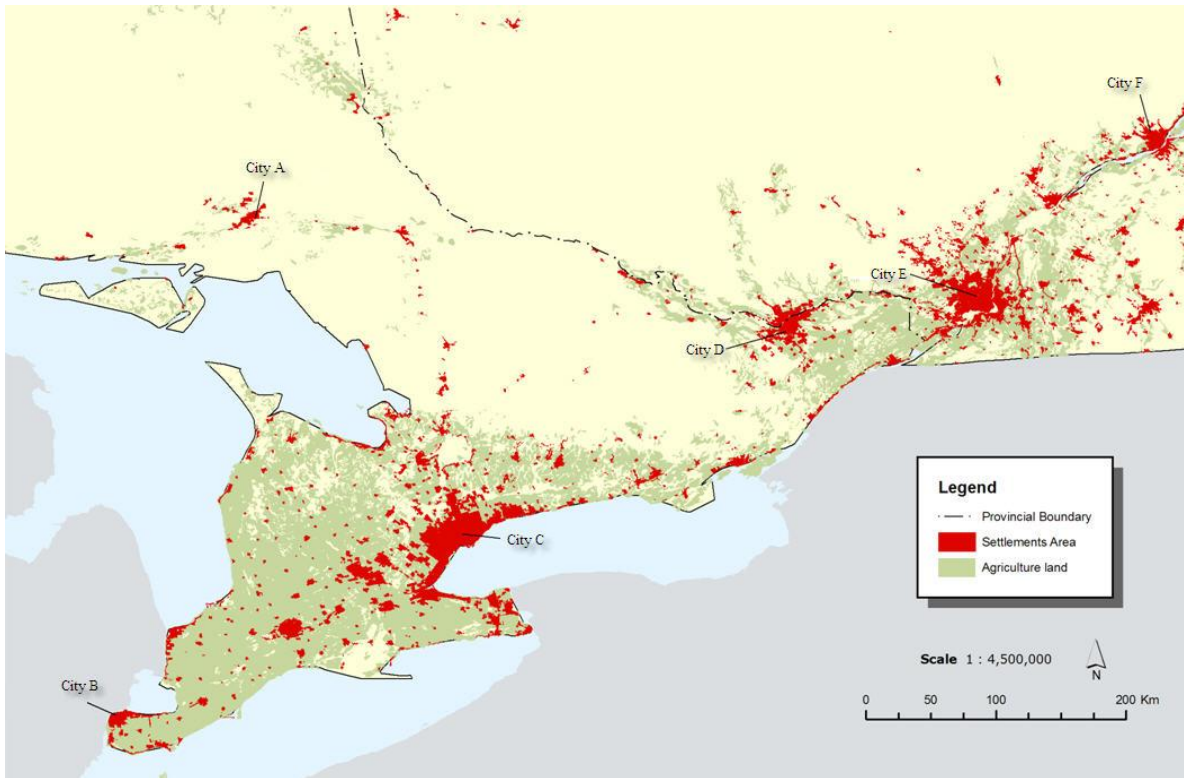 City F
City A
City E
City D
City C
City B
Legend
Provincial Boundary
Settlements Area
Agriculture land
Scale 1 : 4,500,000
N
0 50 100 200 Km